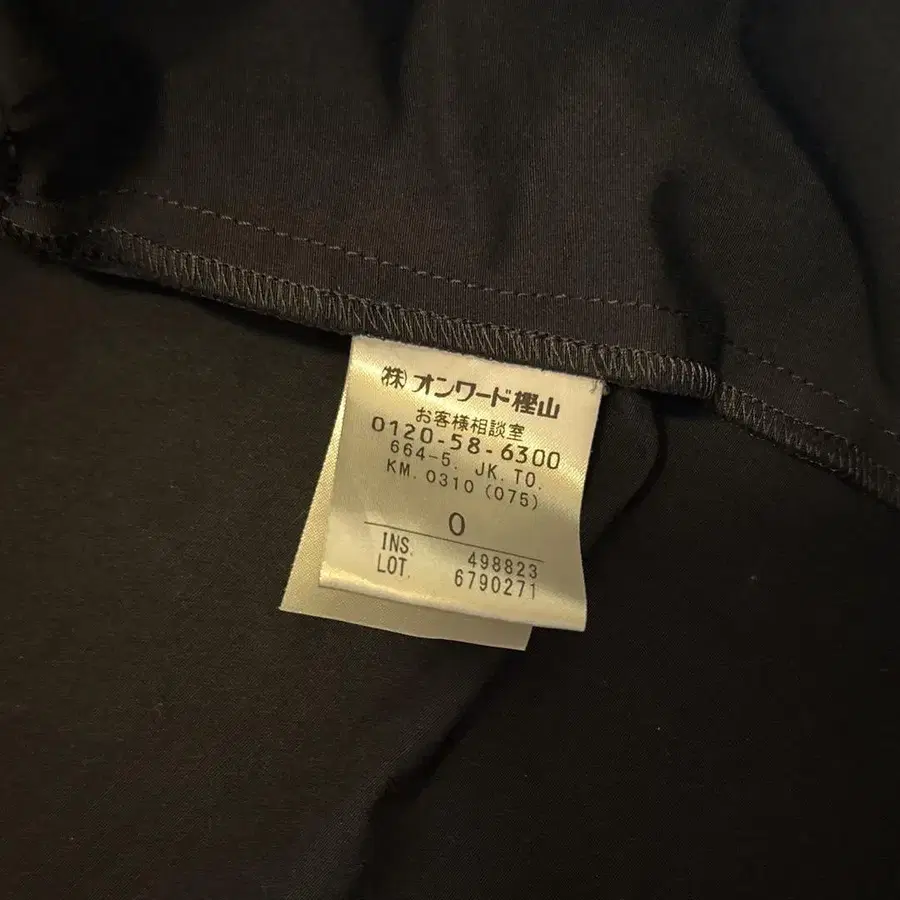 (株)オンワード樫山
お客様相談室
0120-58-6300
664-5. JK. TO.
KM. 0310 (075)
0
INS. 498823
LOT. 6790271